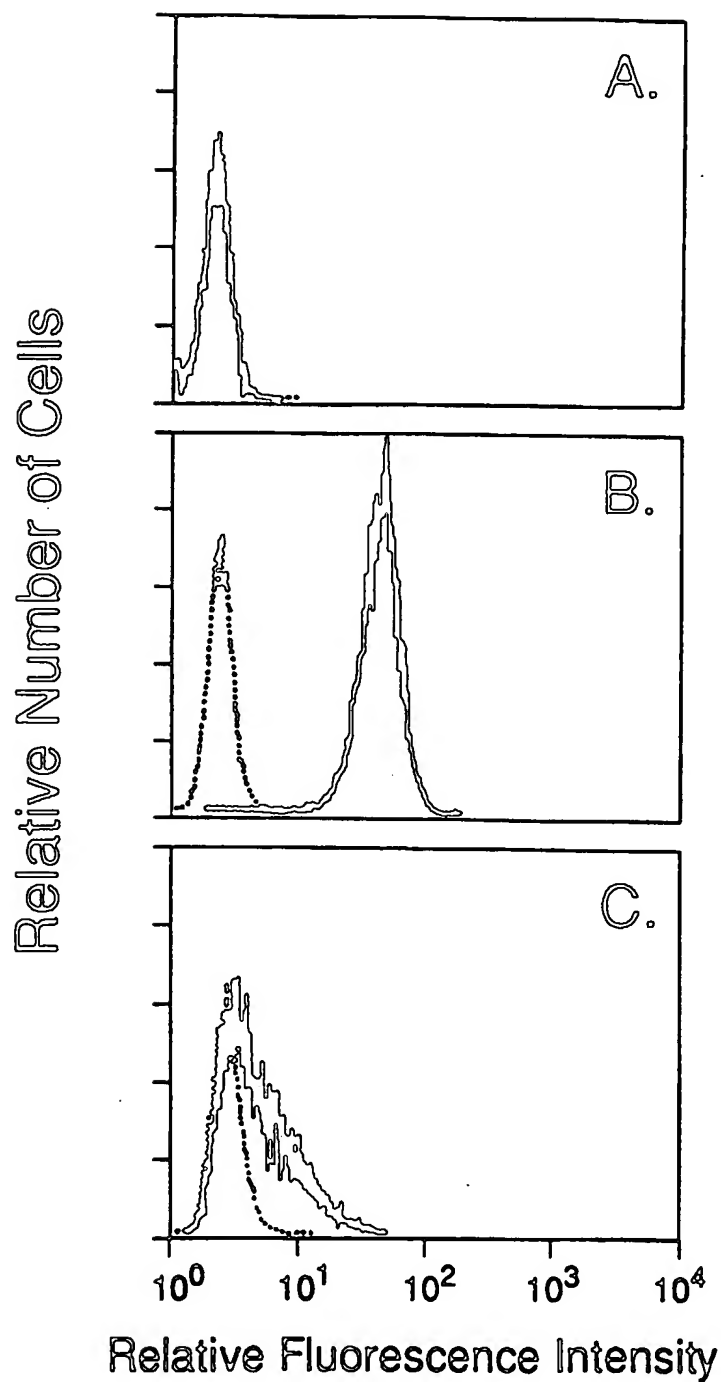 A.
Relative Number of Cells
B.
C.
10⁰ 10¹ 10² 10³ 10⁴
Relative Fluorescence Intensity